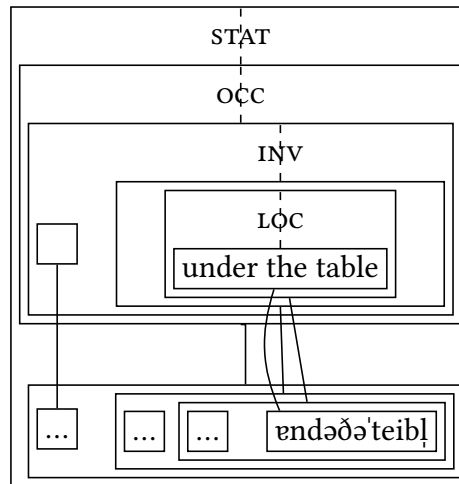 STAT
OCC
INV
LOC
under the table
... ... ... ɐndəðəˈteibl̩